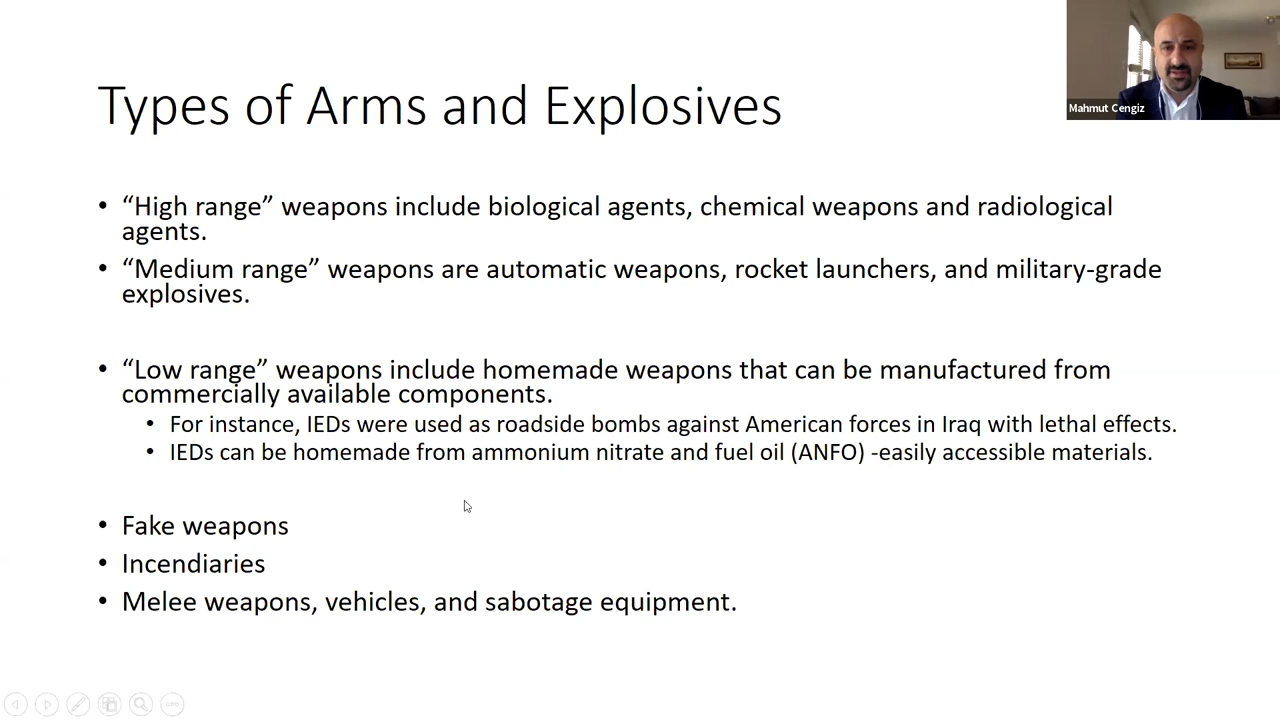 Mahmut Cengiz
Types of Arms and Explosives
• “High range” weapons include biological agents, chemical weapons and radiological
agents.
• “Medium range” weapons are automatic weapons, rocket launchers, and military-grade
explosives.
• “Low range” weapons include homemade weapons that can be manufactured from
commercially available components.
• For instance, IEDs were used as roadside bombs against American forces in Iraq with lethal effects.
• IEDs can be homemade from ammonium nitrate and fuel oil (ANFO) -easily accessible materials.
• Fake weapons
• Incendiaries
• Melee weapons, vehicles, and sabotage equipment.